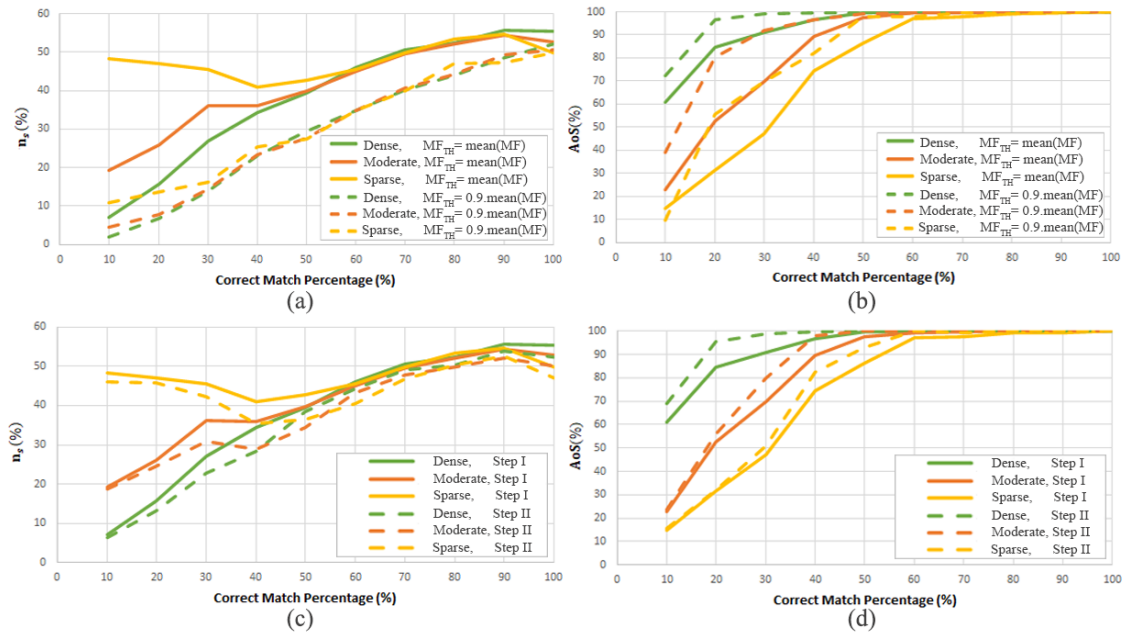 60
50
40
30
20
10
0
n_s (%)
0 10 20 30 40 50 60 70 80 90 100
Correct Match Percentage (%)
Dense, MF_TH= mean(MF)
Moderate, MF_TH= mean(MF)
Sparse, MF_TH= mean(MF)
Dense, MF_TH= 0.9.mean(MF)
Moderate, MF_TH= 0.9.mean(MF)
Sparse, MF_TH= 0.9.mean(MF)
(a)
100
90
80
70
60
50
40
30
20
10
0
AoS(%)
0 10 20 30 40 50 60 70 80 90 100
Correct Match Percentage (%)
Dense, MF_TH= mean(MF)
Moderate, MF_TH= mean(MF)
Sparse, MF_TH= mean(MF)
Dense, MF_TH= 0.9.mean(MF)
Moderate, MF_TH= 0.9.mean(MF)
Sparse, MF_TH= 0.9.mean(MF)
(b)
60
50
40
30
20
10
0
n_s (%)
0 10 20 30 40 50 60 70 80 90 100
Correct Match Percentage (%)
Dense, Step I
Moderate, Step I
Sparse, Step I
Dense, Step II
Moderate, Step II
Sparse, Step II
(c)
100
90
80
70
60
50
40
30
20
10
0
AoS(%)
0 10 20 30 40 50 60 70 80 90 100
Correct Match Percentage (%)
Dense, Step I
Moderate, Step I
Sparse, Step I
Dense, Step II
Moderate, Step II
Sparse, Step II
(d)